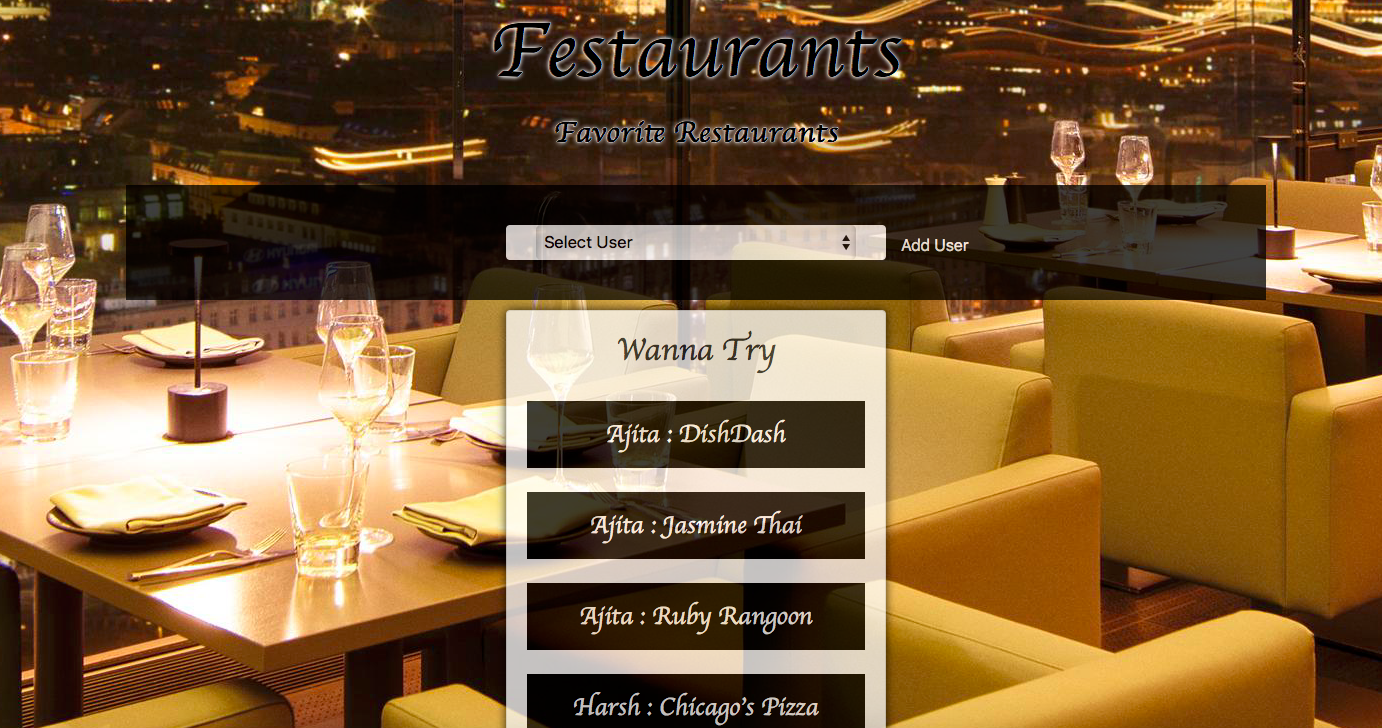 Festaurants
Favorite Restaurants
Select User
Add User
Wanna Try
Ajita : DishDash
Ajita : Jasmine Thai
Ajita : Ruby Rangoon
Harsh : Chicago's Pizza